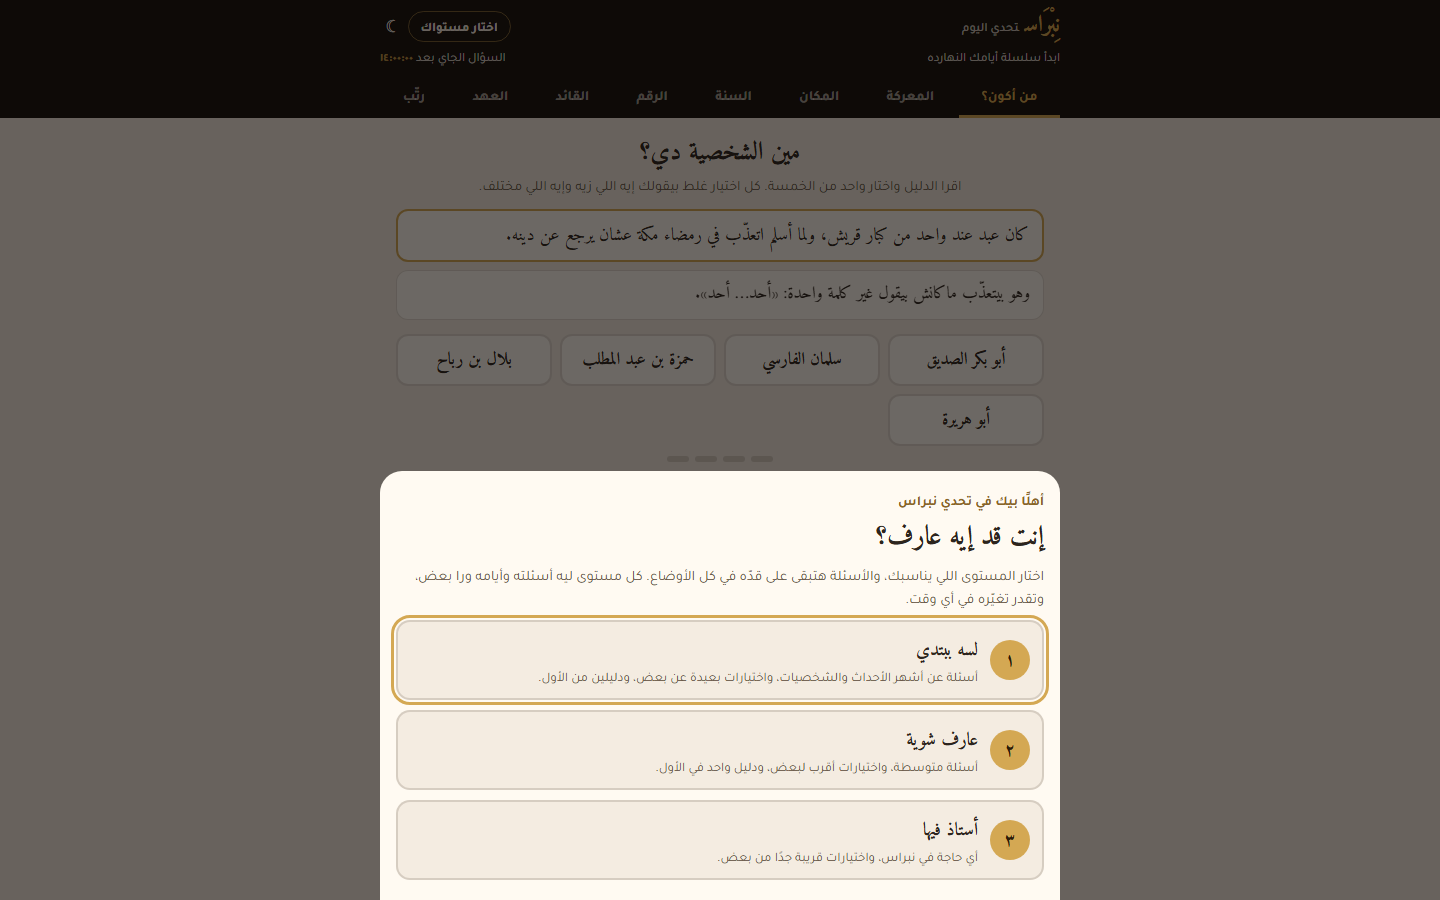 نِبْرَاس تحدي اليوم
اختار مستواك
ابدأ سلسلة أيامك النهارده
السؤال الجاي بعد ١٤:٠٠:٠٠
من أكون؟ المعركة المكان السنة الرقم القائد العهد رتّب
مين الشخصية دي؟
اقرا الدليل واختار واحد من الخمسة. كل اختيار غلط بيقولك إيه اللي زيه وإيه اللي مختلف.
كان عبد عند واحد من كبار قريش، ولما أسلم اتعذّب في رمضاء مكة عشان يرجع عن دينه.
وهو بيتعذّب ماكانش بيقول غير كلمة واحدة: «أحد... أحد».
أبو بكر الصديق سلمان الفارسي حمزة بن عبد المطلب بلال بن رباح
أبو هريرة
أهلًا بيك في تحدي نبراس
إنت قد إيه عارف؟
اختار المستوى اللي يناسبك، والأسئلة هتبقى على قدّه في كل الأوضاع. كل مستوى ليه أسئلته وأيامه ورا بعض،
وتقدر تغيّره في أي وقت.
١ لسه ببتدي
أسئلة عن أشهر الأحداث والشخصيات، واختيارات بعيدة عن بعض، ودليلين من الأول.
٢ عارف شوية
أسئلة متوسطة، واختيارات أقرب لبعض، ودليل واحد في الأول.
٣ أستاذ فيها
أي حاجة في نبراس، واختيارات قريبة جدًا من بعض.